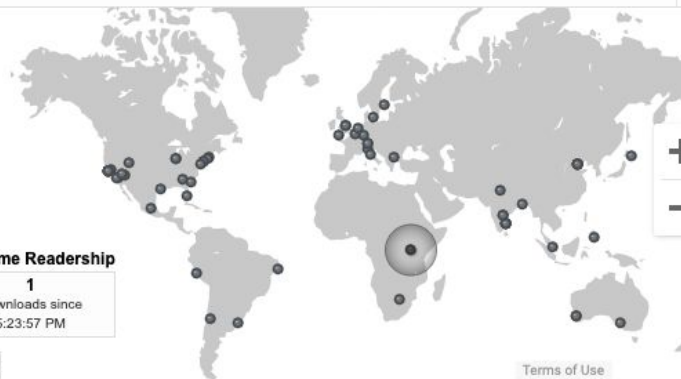 me Readership
1
wnloads since
5:23:57 PM
Terms of Use